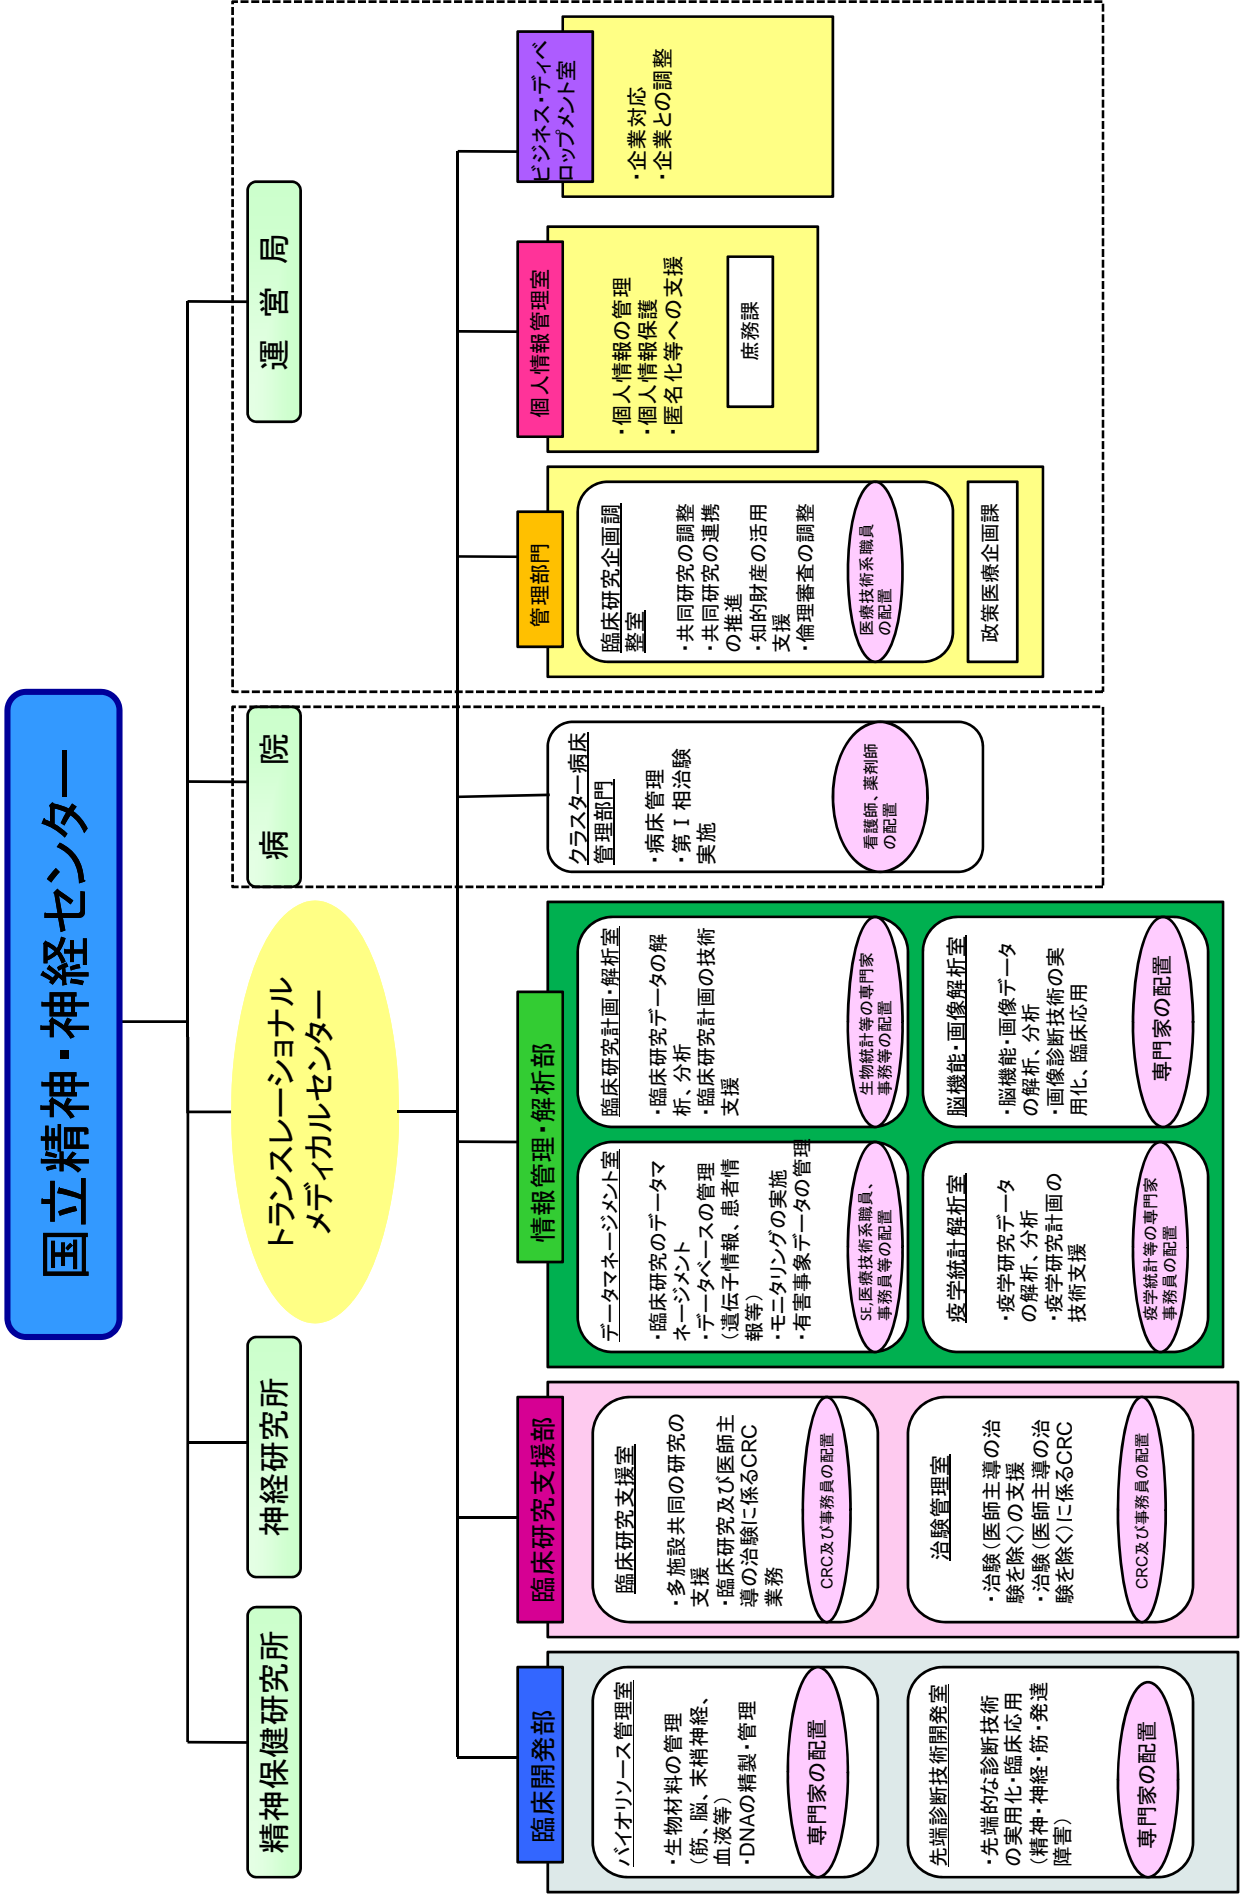 国立精神・神経センター
精神保健研究所
神経研究所
トランスレーショナル
メディカルセンター
病　院
運　営　局
臨床開発部
バイオリソース管理室
・生物材料の管理
(筋、脳、末梢神経、
血液等)
・DNAの精製・管理
専門家の配置
先端診断技術開発室
・先端的な診断技術
の実用化・臨床応用
(精神・神経・筋・発達
障害)
専門家の配置
臨床研究支援部
臨床研究支援室
・多施設共同の研究の
支援
・臨床研究及び医師主
導の治験に係るCRC
業務
CRC及び事務員の配置
治験管理室
・治験(医師主導の治
験を除く)の支援
・治験(医師主導の治
験を除く)に係るCRC
CRC及び事務員の配置
情報管理・解析部
データマネージメント室
・臨床研究のデータマ
ネージメント
・データベースの管理
(遺伝子情報、患者情
報等)
・モニタリングの実施
・有害事象データの管理
SE,医療技術系職員、
事務員等の配置
臨床研究計画・解析室
・臨床研究データの解
析、分析
・臨床研究計画の技術
支援
生物統計等の専門家
事務等の配置
疫学統計解析室
・疫学研究データ
の解析、分析
・疫学研究計画の
技術支援
疫学統計等の専門家
事務員の配置
脳機能・画像解析室
・脳機能・画像データ
の解析、分析
・画像診断技術の実
用化、臨床応用
専門家の配置
クラスター病床
管理部門
・病床管理
・第Ⅰ相治験
実施
看護師、薬剤師
の配置
管理部門
臨床研究企画調
整室
・共同研究の調整
・共同研究の連携
の推進
・知的財産の活用
支援
・倫理審査の調整
医療技術系職員
の配置
政策医療企画課
個人情報管理室
・個人情報の管理
・個人情報保護
・匿名化等への支援
庶務課
ビジネス・ディベ
ロップメント室
・企業対応
・企業との調整